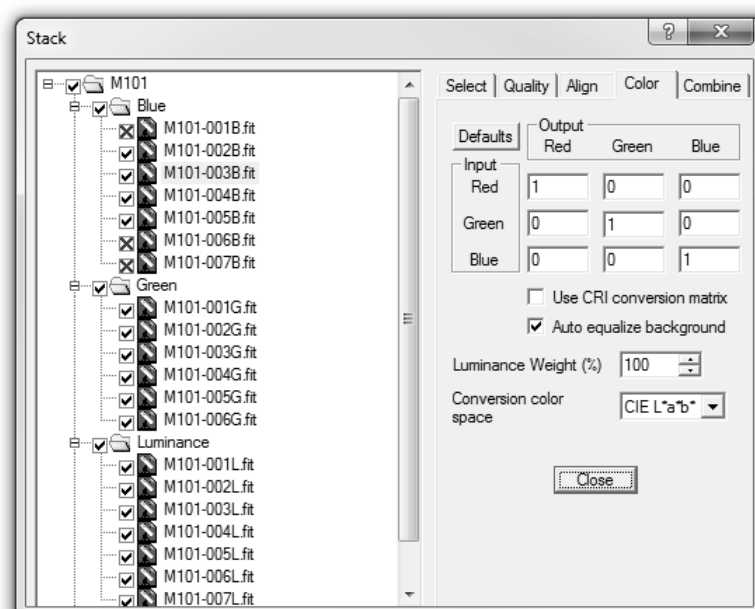 Stack
M101
Blue
M101-001B.fit
M101-002B.fit
M101-003B.fit
M101-004B.fit
M101-005B.fit
M101-006B.fit
M101-007B.fit
Green
M101-001G.fit
M101-002G.fit
M101-003G.fit
M101-004G.fit
M101-005G.fit
M101-006G.fit
Luminance
M101-001L.fit
M101-002L.fit
M101-003L.fit
M101-004L.fit
M101-005L.fit
M101-006L.fit
M101-007L.fit
Select Quality Align Color Combine
Defaults
Output
Red Green Blue
Input
Red 1 0 0
Green 0 1 0
Blue 0 0 1
Use CRI conversion matrix
Auto equalize background
Luminance Weight (%) 100
Conversion color
space
CIE L*a*b*
Close